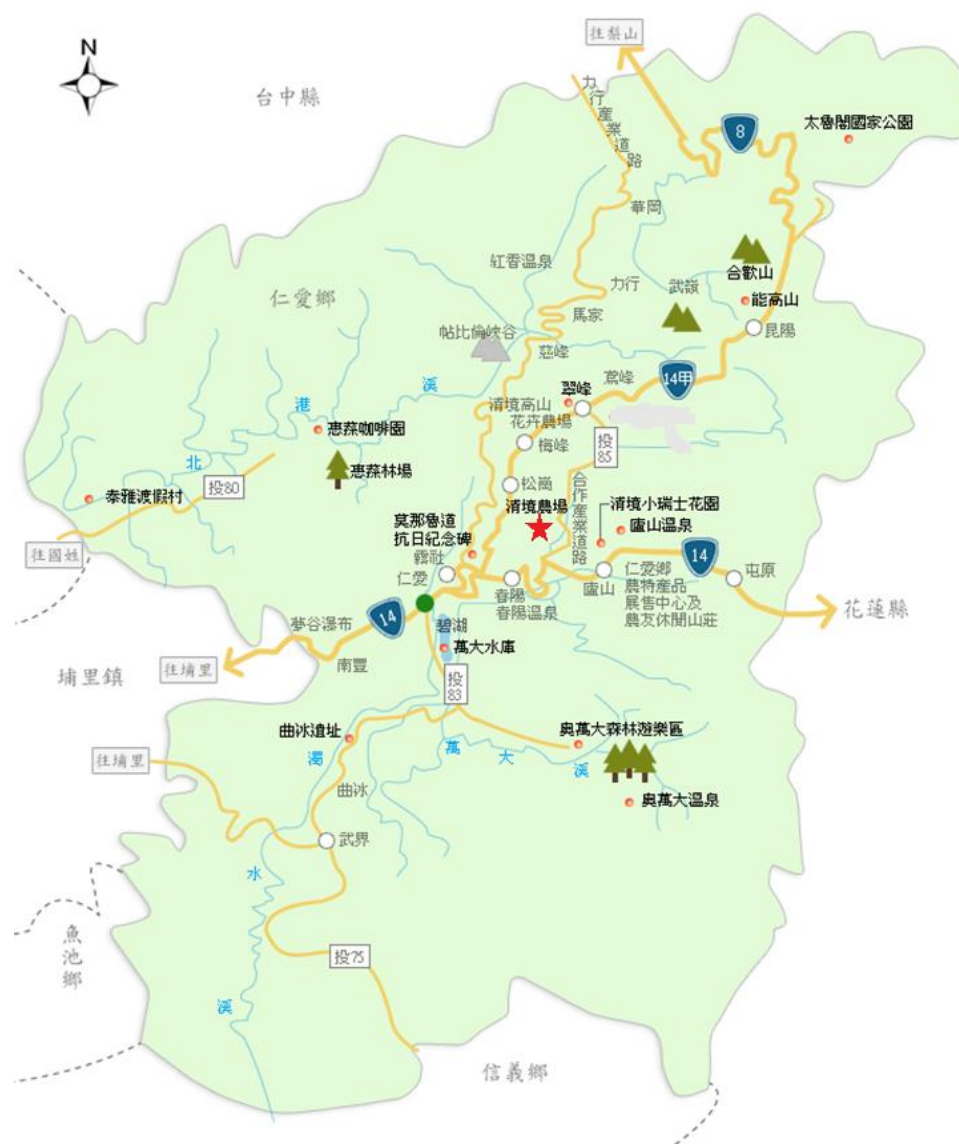 N
往梨山
台中縣
力行產業道路
8
太魯閣國家公園
華岡
紅香溫泉
合歡山
仁愛鄉
力行
武嶺
能高山
馬家
昆陽
帖比倫峽谷
慈峰
14甲
鳶峰
翠峰
溪
清境高山
花卉農場
港
惠蓀咖啡園
梅峰
投
85
北
惠蓀林場
投80
松崗
泰雅渡假村
清境農場
合作產業道路
清境小瑞士花園
廬山溫泉
莫那魯道
抗日紀念碑
往國姓
霧社
仁愛
14
屯原
春陽
春陽溫泉
廬山
仁愛鄉
農特產品
展售中心及
農友休閒山莊
花蓮縣
夢谷瀑布
14
碧湖
萬大水庫
往埔里
南豐
埔里鎮
投
83
曲冰遺址
奧萬大森林遊樂區
濁
萬
大
溪
往埔里
曲冰
奧萬大溫泉
武界
水
魚池鄉
投75
溪
信義鄉